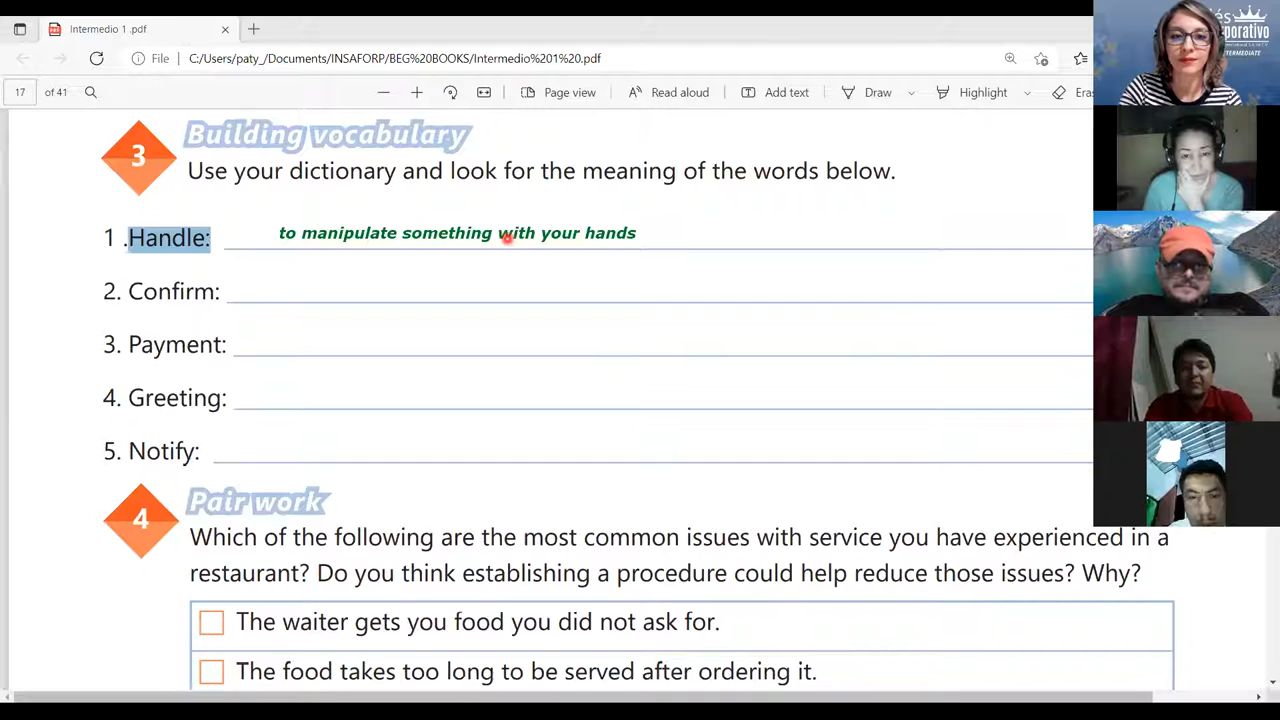 Intermedio 1 .pdf
File
C:/Users/paty_/Documents/INSAFORP/BEG%20BOOKS/Intermedio%201%20.pdf
17 of 41
Page view
Read aloud
Add text
Draw
Highlight
3 Building vocabulary
Use your dictionary and look for the meaning of the words below.
1 .Handle: to manipulate something with your hands
2. Confirm:
3. Payment:
4. Greeting:
5. Notify:
4 Pair work
Which of the following are the most common issues with service you have experienced in a
restaurant? Do you think establishing a procedure could help reduce those issues? Why?
The waiter gets you food you did not ask for.
The food takes too long to be served after ordering it.